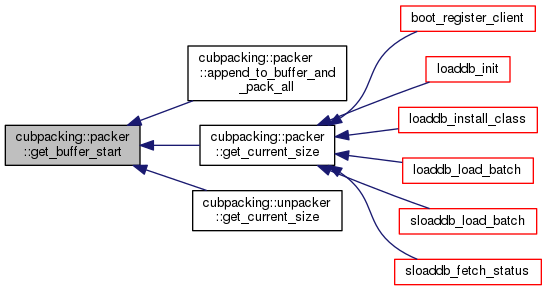 cubpacking::packer
::get_buffer_start
cubpacking::packer
::append_to_buffer_and
_pack_all
cubpacking::packer
::get_current_size
cubpacking::unpacker
::get_current_size
boot_register_client
loaddb_init
loaddb_install_class
loaddb_load_batch
sloaddb_load_batch
sloaddb_fetch_status